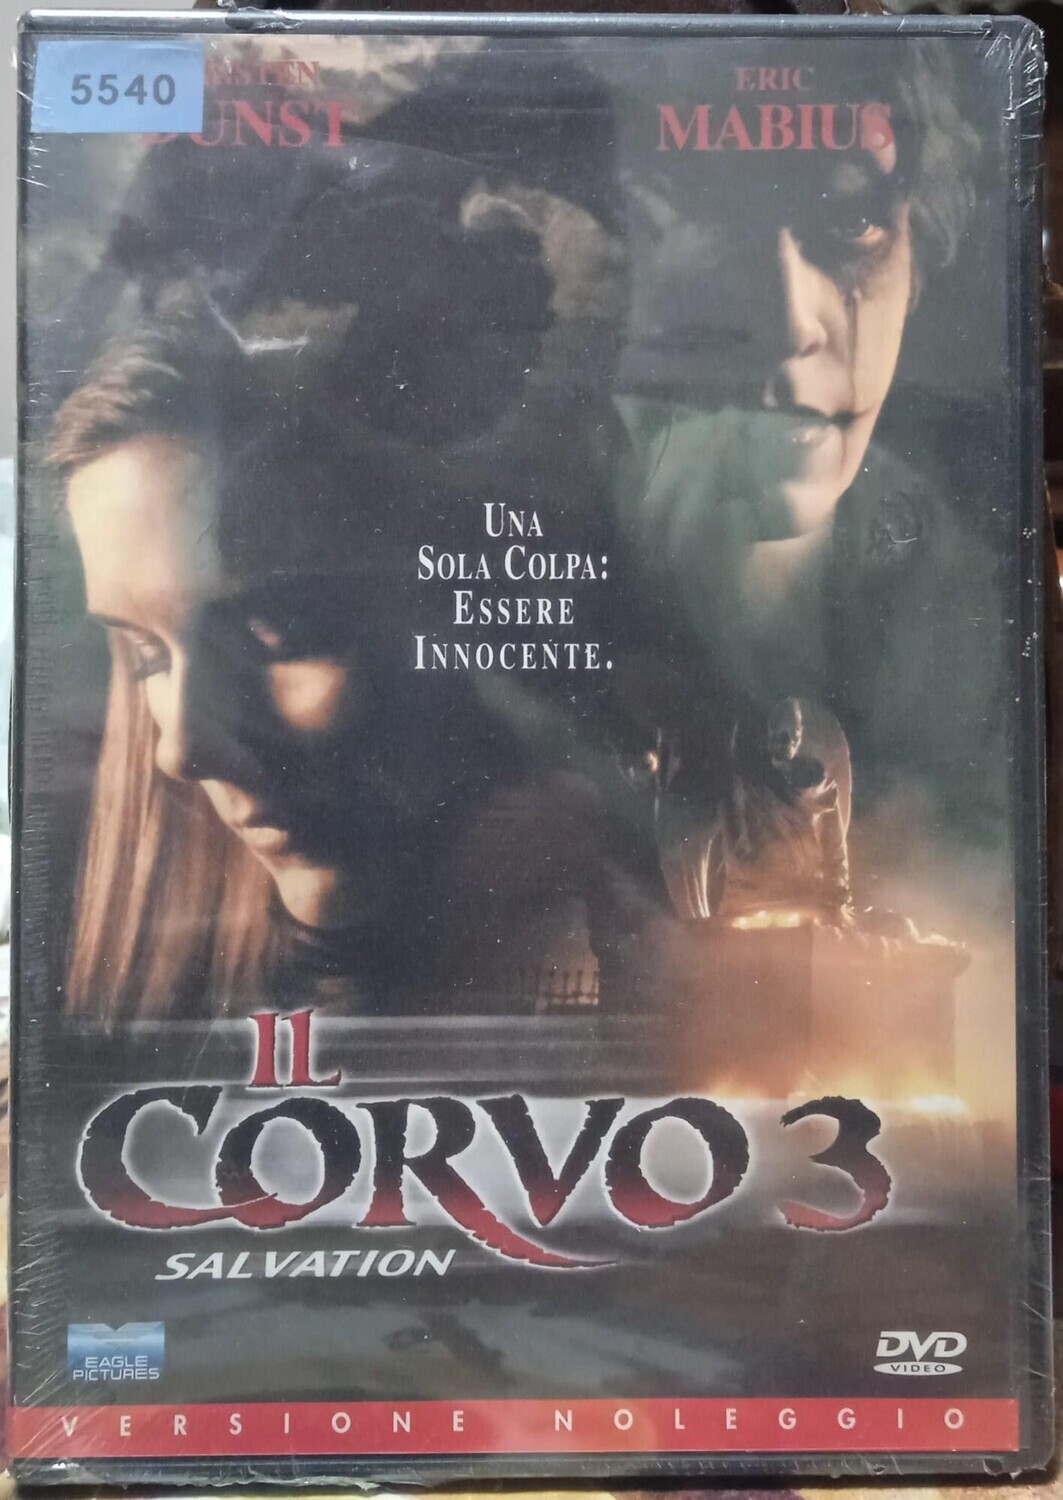 5540
DUNST
ERIC
MABIUS
UNA
SOLA COLPA:
ESSERE
INNOCENTE.
IL
CORVO 3
SALVATION
EAGLE
PICTURES
DVD
VIDEO
VERSIONE NOLEGGIO